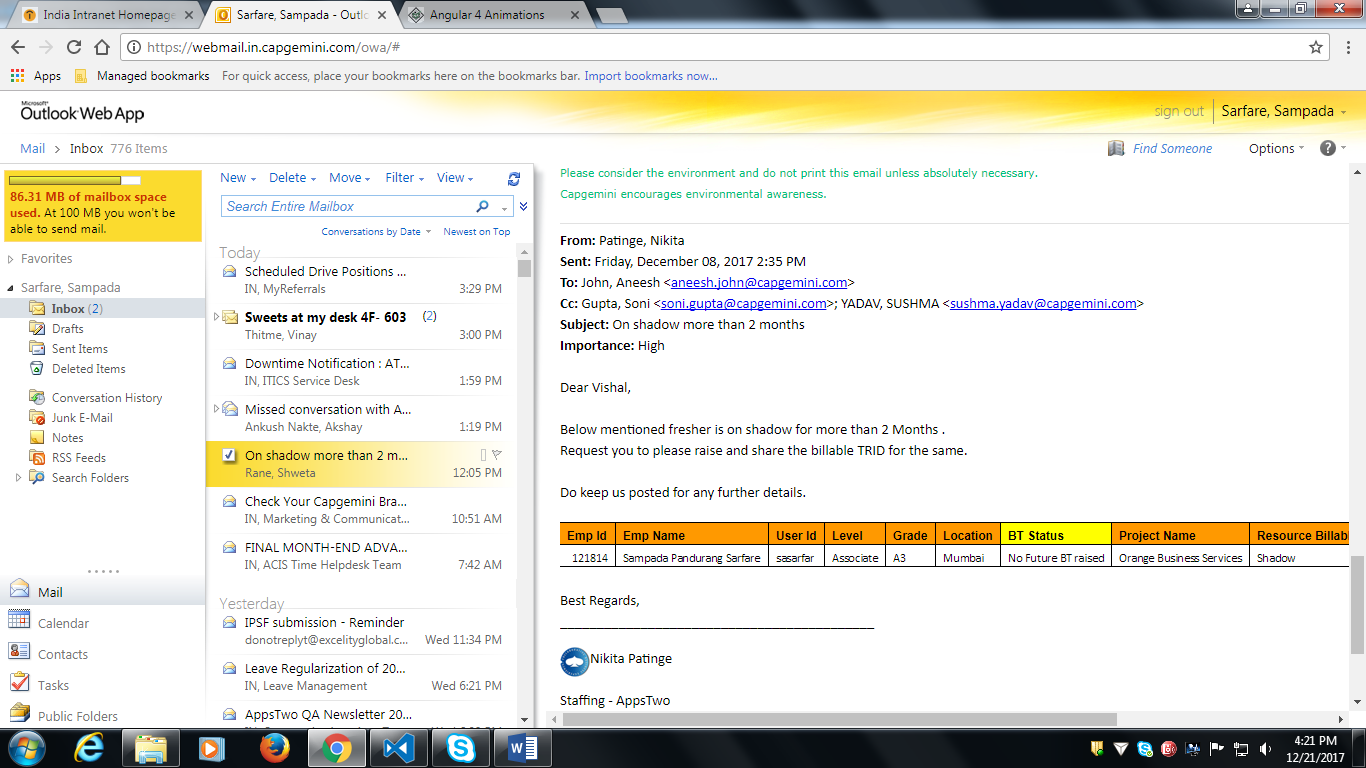 India Intranet Homepage
Sarfare, Sampada - Outlo
Angular 4 Animations
https://webmail.in.capgemini.com/owa/#
Apps Managed bookmarks For quick access, place your bookmarks here on the bookmarks bar. Import bookmarks now...
Microsoft®
Outlook Web App
sign out Sarfare, Sampada
Mail > Inbox 776 Items
Find Someone Options
86.31 MB of mailbox space
used. At 100 MB you won't be
able to send mail.
Favorites
Sarfare, Sampada
Inbox (2)
Drafts
Sent Items
Deleted Items
Conversation History
Junk E-Mail
Notes
RSS Feeds
Search Folders
Mail
Calendar
Contacts
Tasks
Public Folders
New Delete Move Filter View
Search Entire Mailbox
Conversations by Date Newest on Top
Today
Scheduled Drive Positions ...
IN, MyReferrals 3:29 PM
Sweets at my desk 4F- 603 (2)
Thitme, Vinay 3:00 PM
Downtime Notification : AT...
IN, ITICS Service Desk 1:59 PM
Missed conversation with A...
Ankush Nakte, Akshay 1:19 PM
On shadow more than 2 m...
Rane, Shweta 12:05 PM
Check Your Capgemini Bra...
IN, Marketing & Communicat... 10:51 AM
FINAL MONTH-END ADVA...
IN, ACIS Time Helpdesk Team 7:42 AM
Yesterday
IPSF submission - Reminder
donotreplyt@excelityglobal.c... Wed 11:34 PM
Leave Regularization of 20...
IN, Leave Management Wed 6:21 PM
AppsTwo QA Newsletter 20...
Please consider the environment and do not print this email unless absolutely necessary.
Capgemini encourages environmental awareness.
From: Patinge, Nikita
Sent: Friday, December 08, 2017 2:35 PM
To: John, Aneesh <aneesh.john@capgemini.com>
Cc: Gupta, Soni <soni.gupta@capgemini.com>; YADAV, SUSHMA <sushma.yadav@capgemini.com>
Subject: On shadow more than 2 months
Importance: High
Dear Vishal,
Below mentioned fresher is on shadow for more than 2 Months .
Request you to please raise and share the billable TRID for the same.
Do keep us posted for any further details.
Emp Id Emp Name User Id Level Grade Location BT Status Project Name Resource Billab
121814 Sampada Pandurang Sarfare sasarfar Associate A3 Mumbai No Future BT raised Orange Business Services Shadow
Best Regards,
Nikita Patinge
Staffing - AppsTwo
4:21 PM
12/21/2017